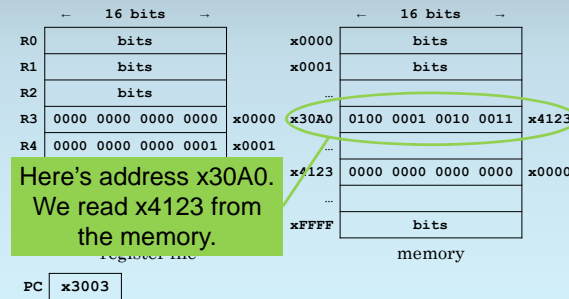 ← 16 bits →
← 16 bits →
R0 bits
x0000 bits
R1 bits
x0001 bits
R2 bits
…
R3 0000 0000 0000 0000 x0000
x30A0 0100 0001 0010 0011 x4123
R4 0000 0000 0000 0001 x0001
…
x4123 0000 0000 0000 0000 x0000
…
xFFFF bits
Here's address x30A0.
We read x4123 from
the memory.
memory
PC x3003